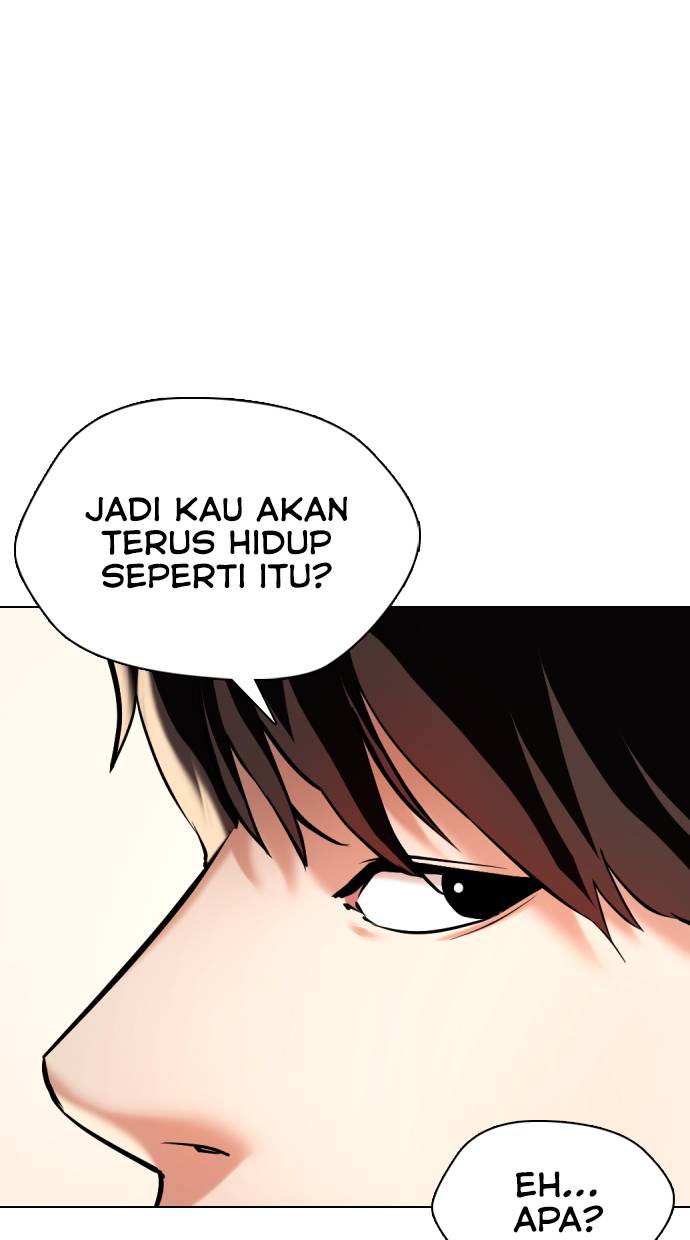 JADI KAU AKAN
TERUS HIDUP
SEPERTI ITU?
EH...
APA?